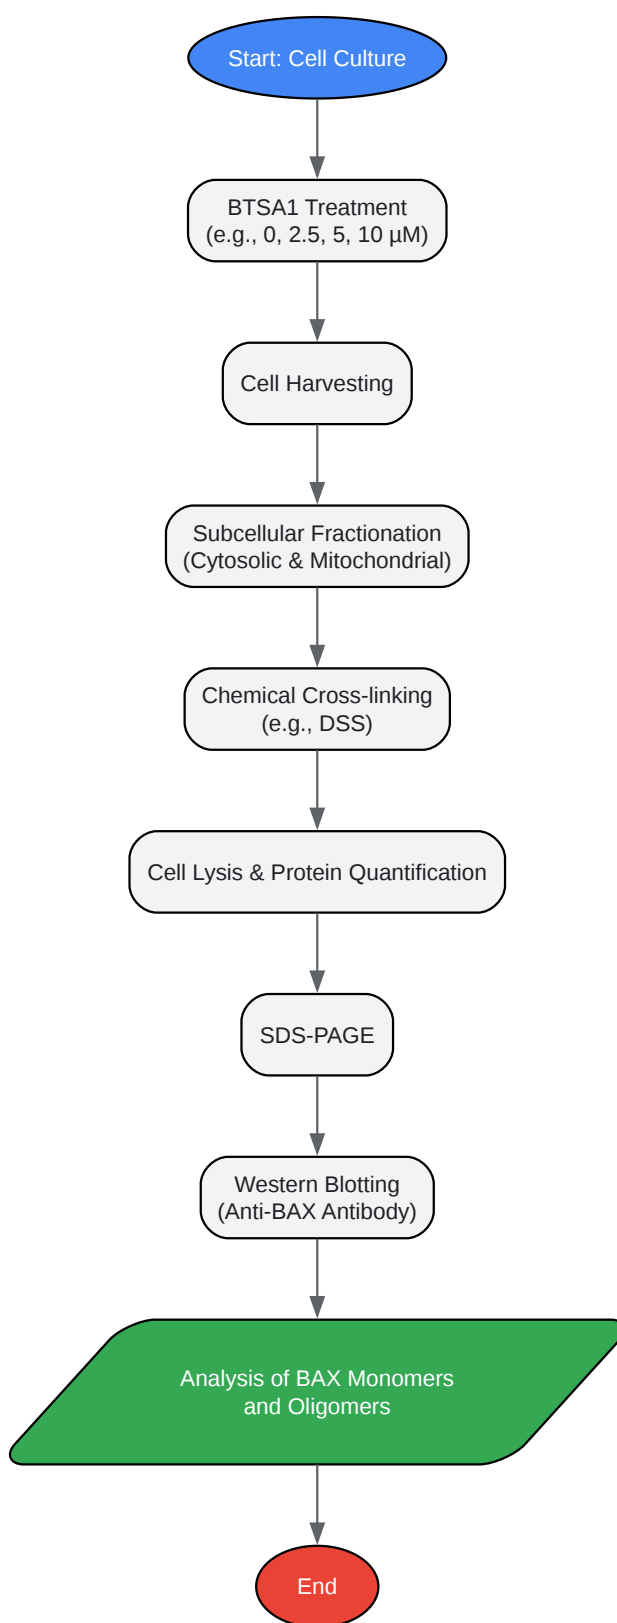 Start: Cell Culture
BTSA1 Treatment
(e.g., 0, 2.5, 5, 10 µM)
Cell Harvesting
Subcellular Fractionation
(Cytosolic & Mitochondrial)
Chemical Cross-linking
(e.g., DSS)
Cell Lysis & Protein Quantification
SDS-PAGE
Western Blotting
(Anti-BAX Antibody)
Analysis of BAX Monomers
and Oligomers
End